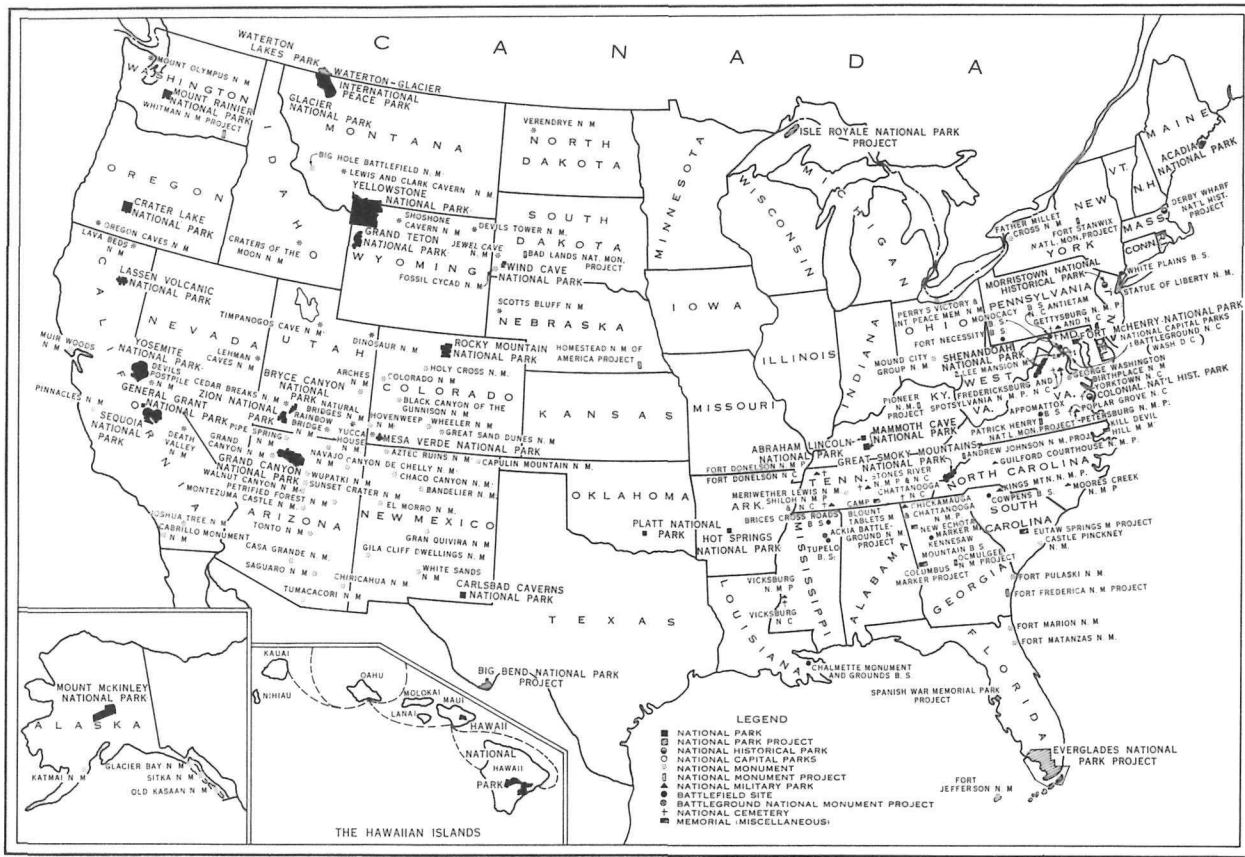 C A N A D A
WATERTON
LAKES PARK
WATERTON-GLACIER
INTERNATIONAL
PEACE PARK
GLACIER
NATIONAL PARK
MOUNT OLYMPUS N M
WASHINGTON
MOUNT RAINIER
NATIONAL
PARK
WHITMAN N M PROJECT
IDAHO
MONTANA
BIG HOLE BATTLEFIELD N. M.
LEWIS AND CLARK CAVERN N M
YELLOWSTONE
NATIONAL PARK
VERENDRYE N M
NORTH
DAKOTA
MINNESOTA
ISLE ROYALE NATIONAL PARK
PROJECT
WISCONSIN
MICHIGAN
MAINE
ACADIA
NATIONAL PARK
VT.
N.H.
DERBY WHARF
NAT'L HIST.
PROJECT
MASS
CONN
NEW
YORK
FATHER MILLET
CROSS N M
FORT STANWIX
NAT'L MON. PROJECT
OREGON
CRATER LAKE
NATIONAL PARK
OREGON CAVES N M
LAVA BEDS
N M
CRATERS OF THE
MOON N M
SHOSHONE
CAVERN N M
GRAND TETON
NATIONAL PARK
WYOMING
FOSSIL CYCAD N M
SOUTH
DAKOTA
DEVILS TOWER N M
JEWEL CAVE
N M
BAD LANDS NAT. MON.
PROJECT
WIND CAVE
NATIONAL PARK
SCOTTS BLUFF N M
NEBRASKA
HOMESTEAD N M OF
AMERICA PROJECT
IOWA
ILLINOIS
INDIANA
OHIO
PERRY'S VICTORY &
INT PEACE MEM N M
MOUND CITY
GROUP N M
MORRISTOWN NATIONAL
HISTORICAL PARK
PENNSYLVANIA
WHITE PLAINS B. S.
STATUE OF LIBERTY N. M.
MONOCACY B S
ANTIETAM
N C
GETTYSBURG N. M. P.
AND N C
FORT NECESSITY
B S
MD.
FORT McHENRY NATIONAL PARK
NATIONAL CAPITAL PARKS
BATTLEGROUND N C
(WASH D C)
SHENANDOAH
NATIONAL
PARK
LEE MANSION
WEST
VA.
GEORGE WASHINGTON
BIRTHPLACE N M
YORKTOWN N C
COLONIAL NAT'L HIST. PARK
POPLAR GROVE N C
FREDERICKSBURG AND
SPOTSYLVANIA N M P
APPOMATTOX
PATRICK HENRY
NAT'L MON PROJECT
PETERSBURG N. M. P.
KILL DEVIL
HILL M M
LASSEN VOLCANIC
NATIONAL PARK
CALIFORNIA
NEVADA
UTAH
TIMPANOGOS CAVE N M
LEHMAN
CAVES N M
MUIR WOODS
N M
YOSEMITE
NATIONAL PARK
DEVILS
POSTPILE
N M
GENERAL GRANT
NATIONAL PARK
PINNACLES N M
SEQUOIA
NATIONAL
PARK
DEATH
VALLEY
N M
CEDAR BREAKS N M
ZION NATIONAL
PARK
BRYCE CANYON
NATIONAL
PARK
PIPE SPRING
N M
NATURAL
BRIDGES N M
RAINBOW
BRIDGE
N M
ARCHES
N M
DINOSAUR N M
ROCKY MOUNTAIN
NATIONAL PARK
HOLY CROSS N. M.
COLORADO N M
COLORADO
BLACK CANYON OF THE
GUNNISON N M
HOVENWEEP
N M
WHEELER N M
GREAT SAND DUNES N M
YUCCA
HOUSE
N M
MESA VERDE NATIONAL PARK
AZTEC RUINS N M
CAPULIN MOUNTAIN N. M.
KANSAS
MISSOURI
KY.
PIONEER
N. M.
PROJECT
ABRAHAM LINCOLN
NATIONAL PARK
MAMMOTH CAVE
NATIONAL PARK
GREAT SMOKY MOUNTAINS
NATIONAL PARK
ANDREW JOHNSON N M. PROJ.
GUILFORD COURTHOUSE N. M. P.
NORTH CAROLINA
GRAND
CANYON N M
GRAND CANYON
NATIONAL
PARK
NAVAJO
N M
CANYON DE CHELLY N M
CHACO CANYON N. M.
BANDELIER N. M.
WUPATKI N M
WALNUT CANYON N M
SUNSET CRATER N M
PETRIFIED FOREST N M
MONTEZUMA
CASTLE N M
EL MORRO N. M.
NEW MEXICO
GRAN QUIVIRA N M
GILA CLIFF DWELLINGS N M
WHITE SANDS
N M
ARIZONA
TONTO N M
CASA GRANDE N. M.
SAGUARO N M
CHIRICAHUA N M
TUMACACORI N M
JOSHUA TREE N M
CABRILLO MONUMENT
N M
CARLSBAD CAVERNS
NATIONAL PARK
OKLAHOMA
PLATT NATIONAL
PARK
ARK.
HOT SPRINGS
NATIONAL PARK
FORT DONELSON N M P
FORT DONELSON N C
TENN.
STONES RIVER
N M P & N C
MERIWETHER LEWIS N M
SHILOH N M P
& N C
CHATTANOOGA
N C
CAMP
BLOUNT
TABLETS M
BRICES CROSS ROADS
B S
ACKIA BATTLE-
GROUND N M
PROJECT
TUPELO
B. S.
CHICKAMAUGA
& CHATTANOOGA
N. M. P.
NEW ECHOTA
MARKER M
KENNESAW
MOUNTAIN B S
OCMULGEE
N M PROJECT
COLUMBUS
MARKER PROJECT
KINGS MTN. N. M. P.
COWPENS B. S.
MOORES CREEK
N. M P
SOUTH
CAROLINA
EUTAW SPRINGS M PROJECT
CASTLE PINCKNEY
N M.
TEXAS
LOUISIANA
MISSISSIPPI
ALABAMA
GEORGIA
FLORIDA
VICKSBURG
N M. P
VICKSBURG
N C
FORT PULASKI N M.
FORT FREDERICA N M PROJECT
FORT MARION N M
FORT MATANZAS N M.
CHALMETTE MONUMENT
AND GROUNDS B. S.
SPANISH WAR MEMORIAL PARK
PROJECT
BIG BEND NATIONAL PARK
PROJECT
EVERGLADES NATIONAL
PARK PROJECT
FORT
JEFFERSON N M
MOUNT McKINLEY
NATIONAL PARK
ALASKA
KATMAI N M
GLACIER BAY N M
SITKA N M
OLD KASAAN N M
KAUAI
NIHIAU
OAHU
MOLOKAI
LANAI
MAUI
HAWAII
NATIONAL
HAWAII
PARK
THE HAWAIIAN ISLANDS
LEGEND
NATIONAL PARK
NATIONAL PARK PROJECT
NATIONAL HISTORICAL PARK
NATIONAL CAPITAL PARKS
NATIONAL MONUMENT
NATIONAL MONUMENT PROJECT
NATIONAL MILITARY PARK
BATTLEFIELD SITE
BATTLEGROUND NATIONAL MONUMENT PROJECT
NATIONAL CEMETERY
MEMORIAL (MISCELLANEOUS)